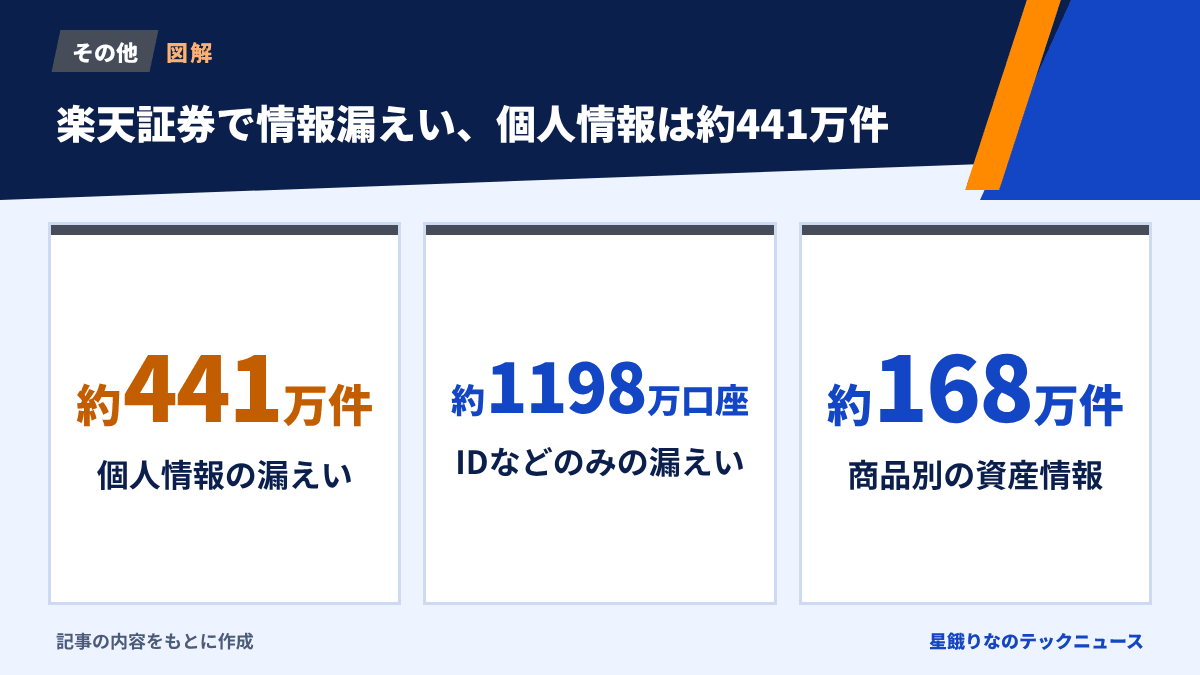 その他 図解
楽天証券で情報漏えい、個人情報は約441万件
約441万件
個人情報の漏えい
約1198万口座
IDなどのみの漏えい
約168万件
商品別の資産情報
記事の内容をもとに作成
星餓りなのテックニュース